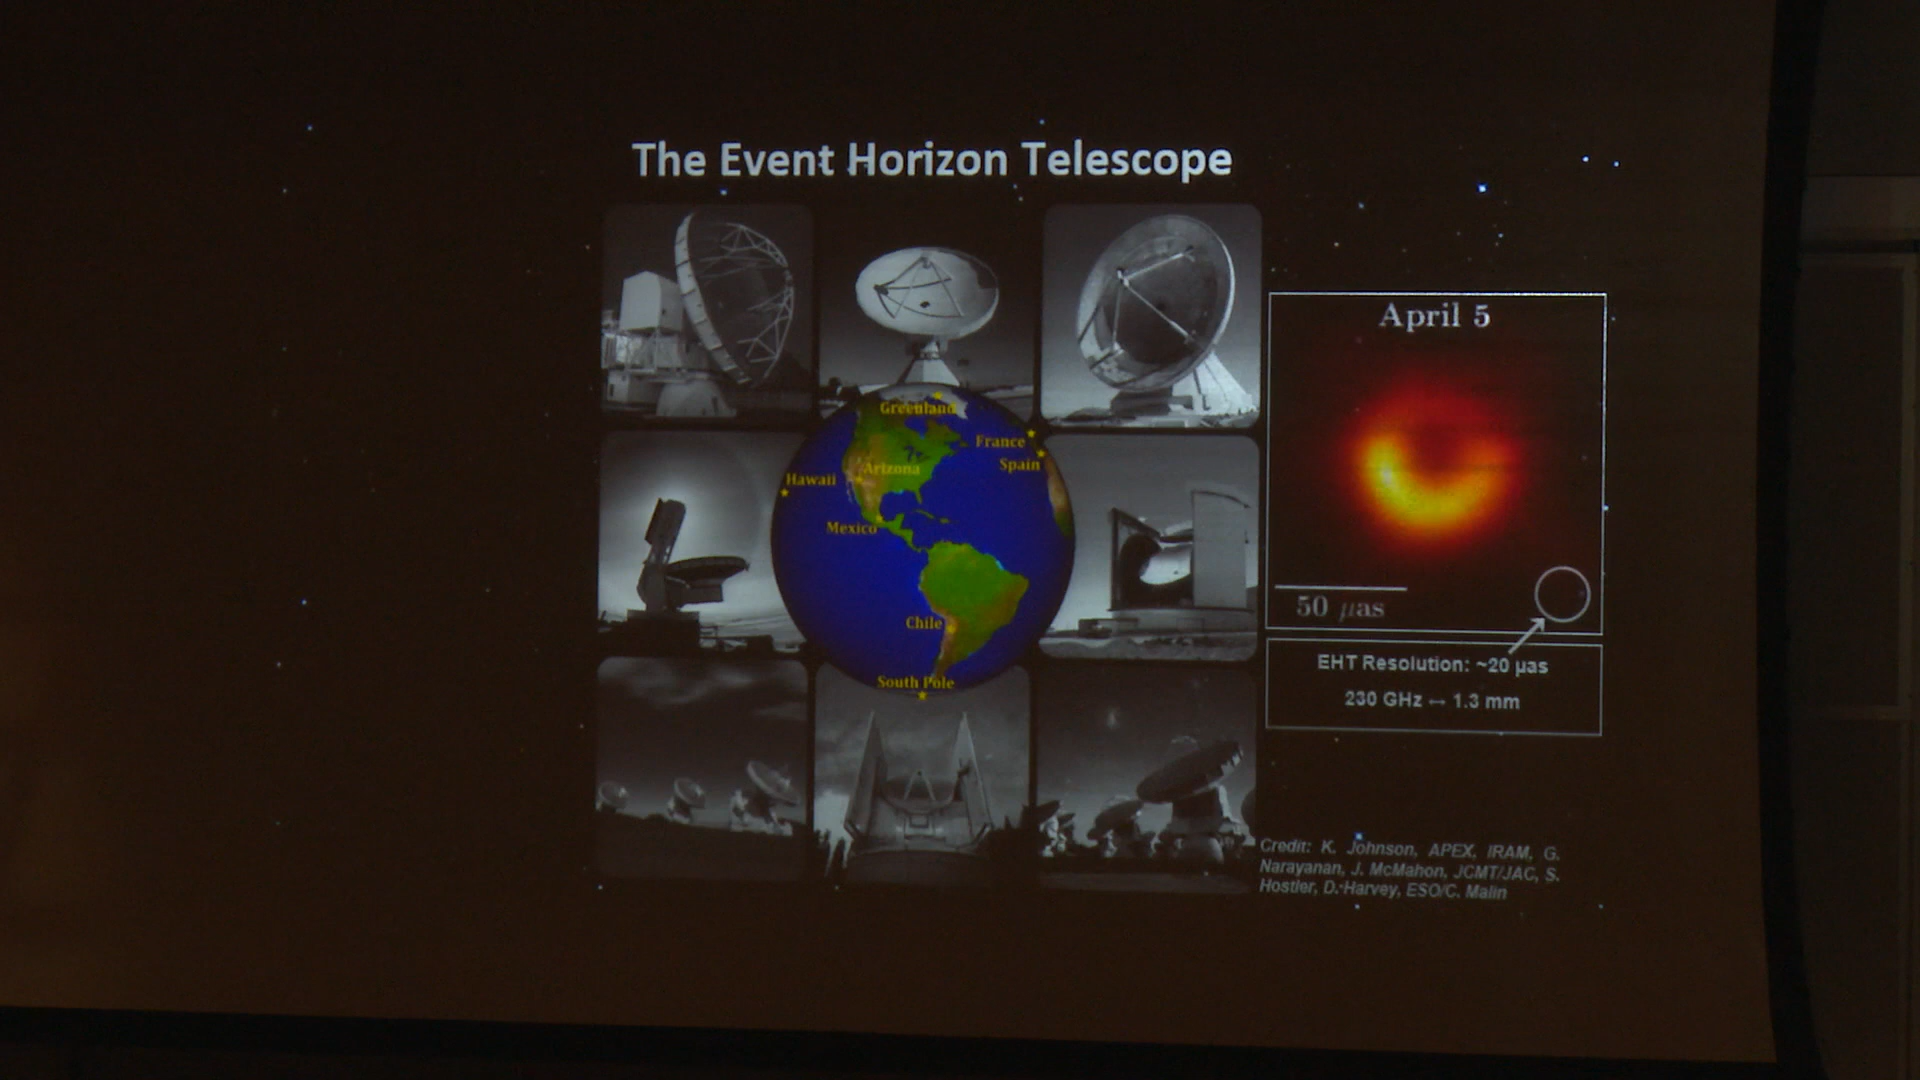 The Event Horizon Telescope
Greenland
France
Spain
Arizona
Hawaii
Mexico
Chile
South Pole
April 5
50 µas
EHT Resolution: ~20 µas
230 GHz ↔ 1.3 mm
Credit: K. Johnson, APEX, IRAM, G.
Narayanan, J. McMahon, JCMT/JAC, S.
Hostler, D. Harvey, ESO/C. Malin